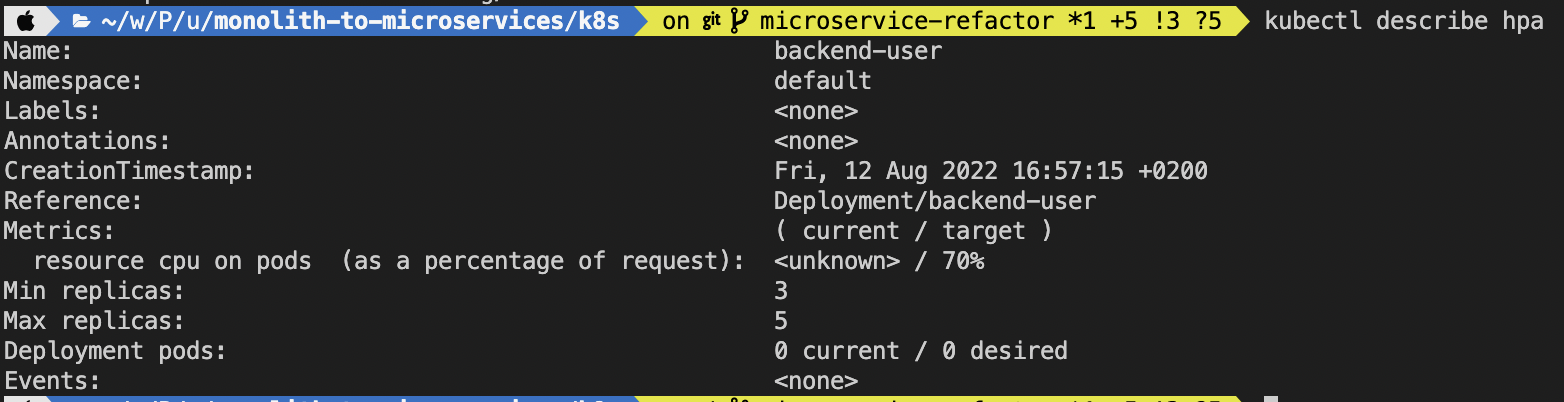 ~/w/P/u/monolith-to-microservices/k8s on git microservice-refactor *1 +5 !3 ?5 kubectl describe hpa
Name: backend-user
Namespace: default
Labels: <none>
Annotations: <none>
CreationTimestamp: Fri, 12 Aug 2022 16:57:15 +0200
Reference: Deployment/backend-user
Metrics: ( current / target )
resource cpu on pods (as a percentage of request): <unknown> / 70%
Min replicas: 3
Max replicas: 5
Deployment pods: 0 current / 0 desired
Events: <none>